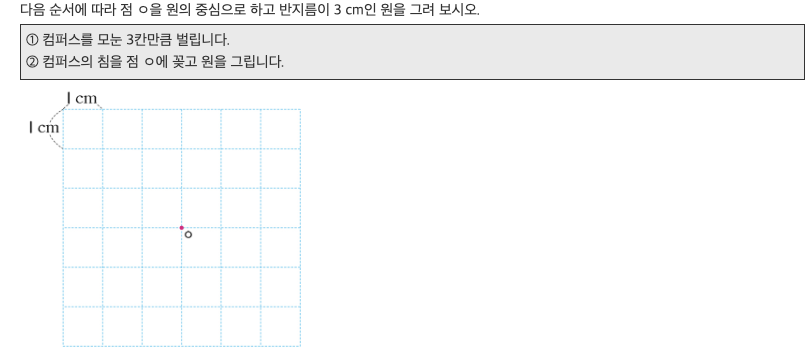 다음 순서에 따라 점 ㅇ을 원의 중심으로 하고 반지름이 3 cm인 원을 그려 보시오.
① 컴퍼스를 모눈 3칸만큼 벌립니다.
② 컴퍼스의 침을 점 ㅇ에 꽂고 원을 그립니다.
1 cm
1 cm
ㅇ